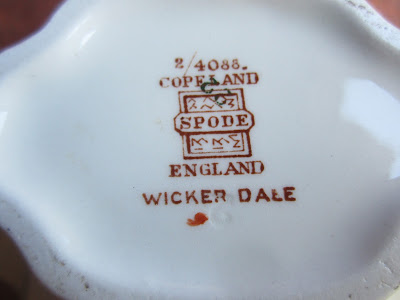 2/4088.
COPELAND
SPODE
ENGLAND
WICKER DALE